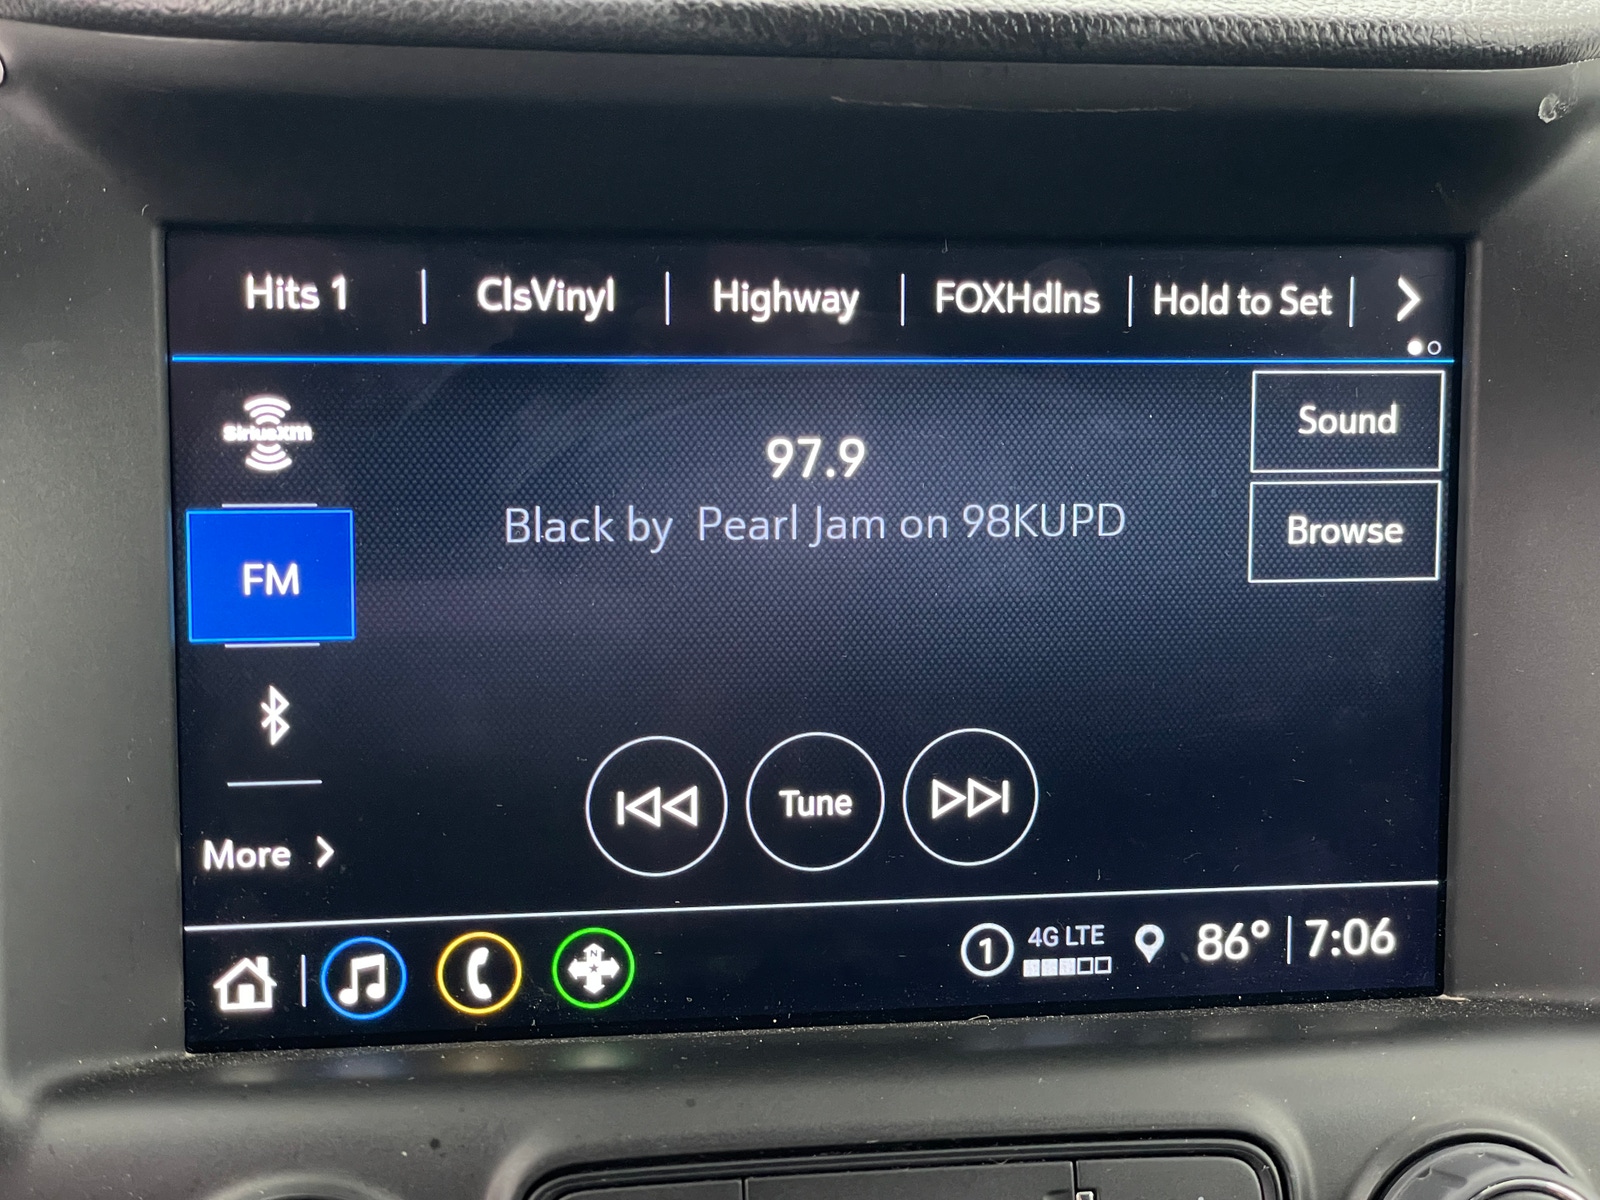 Hits 1 | ClsVinyl | Highway | FOXHdlns | Hold to Set |
siriusxm
97.9
Sound
Black by  Pearl Jam on 98KUPD
Browse
FM
Tune
More
1 4G LTE 86° | 7:06
N